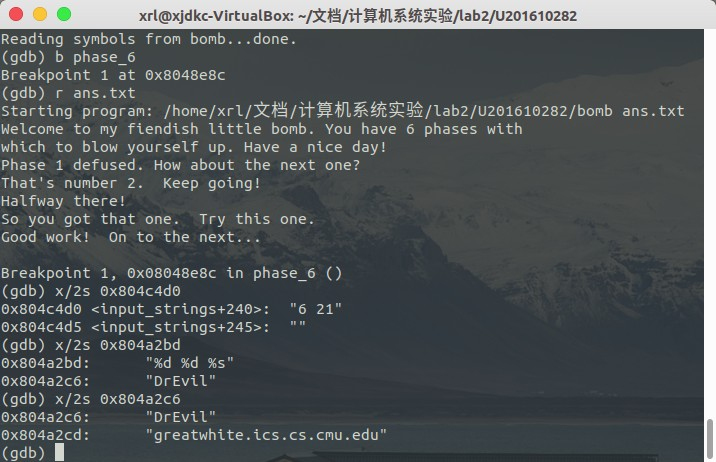 xrl@xjdkc-VirtualBox: ~/文档/计算机系统实验/lab2/U201610282
Reading symbols from bomb...done.
(gdb) b phase_6
Breakpoint 1 at 0x8048e8c
(gdb) r ans.txt
Starting program: /home/xrl/文档/计算机系统实验/lab2/U201610282/bomb ans.txt
Welcome to my fiendish little bomb. You have 6 phases with
which to blow yourself up. Have a nice day!
Phase 1 defused. How about the next one?
That's number 2.  Keep going!
Halfway there!
So you got that one.  Try this one.
Good work!  On to the next...
Breakpoint 1, 0x08048e8c in phase_6 ()
(gdb) x/2s 0x804c4d0
0x804c4d0 <input_strings+240>:  "6 21"
0x804c4d5 <input_strings+245>:  ""
(gdb) x/2s 0x804a2bd
0x804a2bd:      "%d %d %s"
0x804a2c6:      "DrEvil"
(gdb) x/2s 0x804a2c6
0x804a2c6:      "DrEvil"
0x804a2cd:      "greatwhite.ics.cs.cmu.edu"
(gdb)